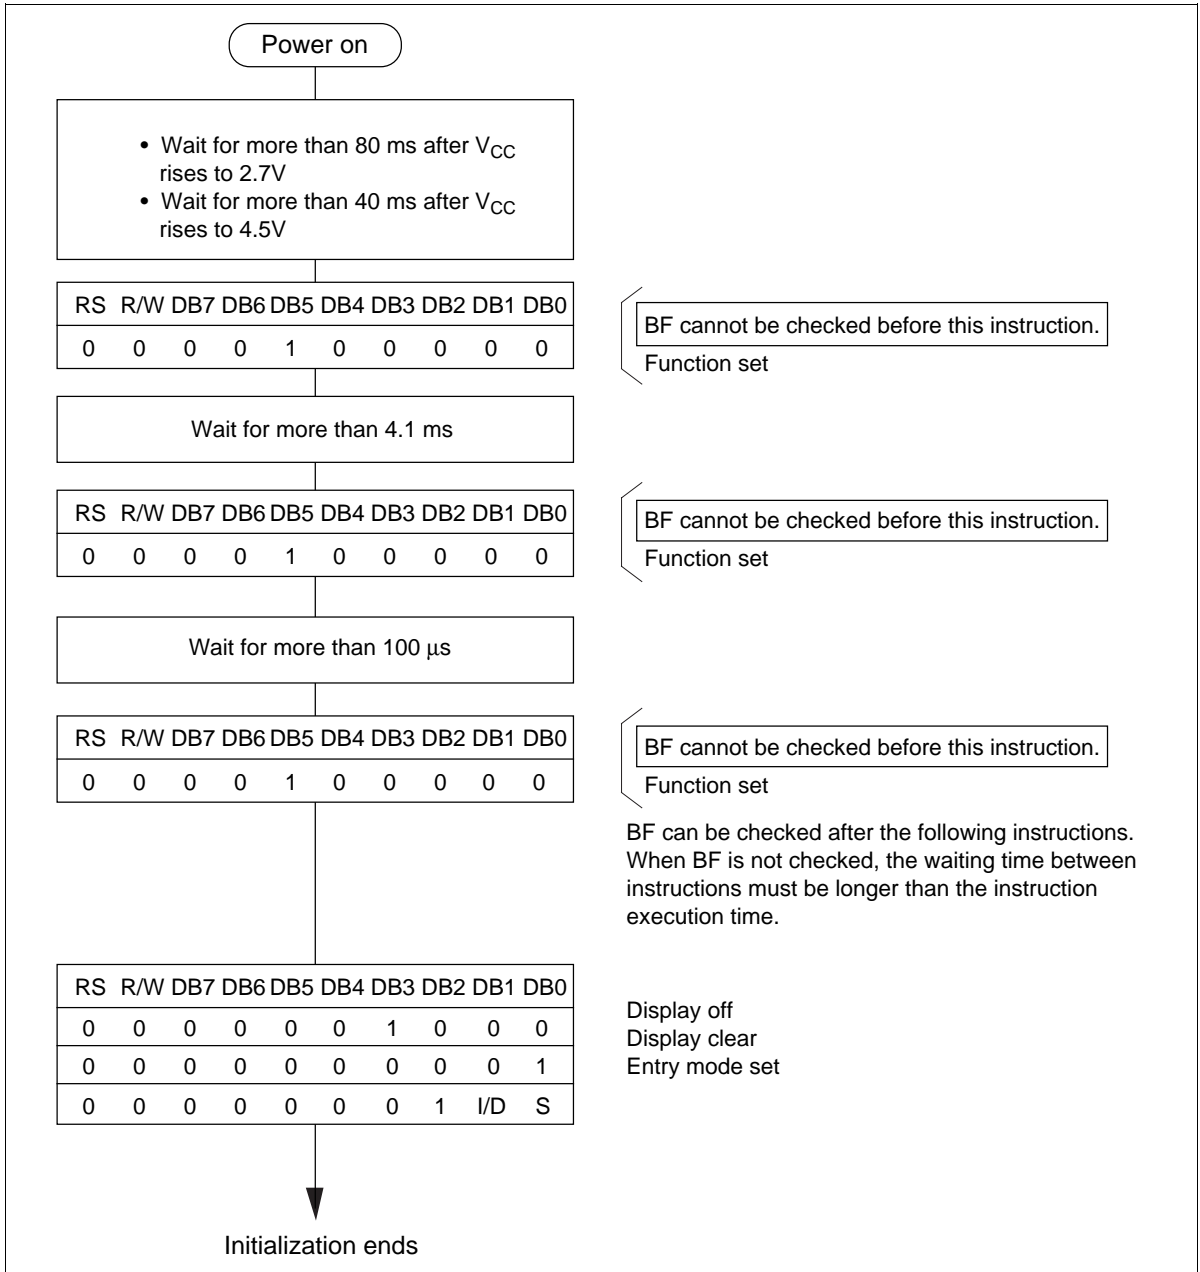 Power on
• Wait for more than 80 ms after VCC
rises to 2.7V
• Wait for more than 40 ms after VCC
rises to 4.5V
RS R/W DB7 DB6 DB5 DB4 DB3 DB2 DB1 DB0
0 0 0 0 1 0 0 0 0 0
BF cannot be checked before this instruction.
Function set
Wait for more than 4.1 ms
RS R/W DB7 DB6 DB5 DB4 DB3 DB2 DB1 DB0
0 0 0 0 1 0 0 0 0 0
BF cannot be checked before this instruction.
Function set
Wait for more than 100 μs
RS R/W DB7 DB6 DB5 DB4 DB3 DB2 DB1 DB0
0 0 0 0 1 0 0 0 0 0
BF cannot be checked before this instruction.
Function set
BF can be checked after the following instructions.
When BF is not checked, the waiting time between
instructions must be longer than the instruction
execution time.
RS R/W DB7 DB6 DB5 DB4 DB3 DB2 DB1 DB0
0 0 0 0 0 0 1 0 0 0
0 0 0 0 0 0 0 0 0 1
0 0 0 0 0 0 0 1 I/D S
Display off
Display clear
Entry mode set
Initialization ends